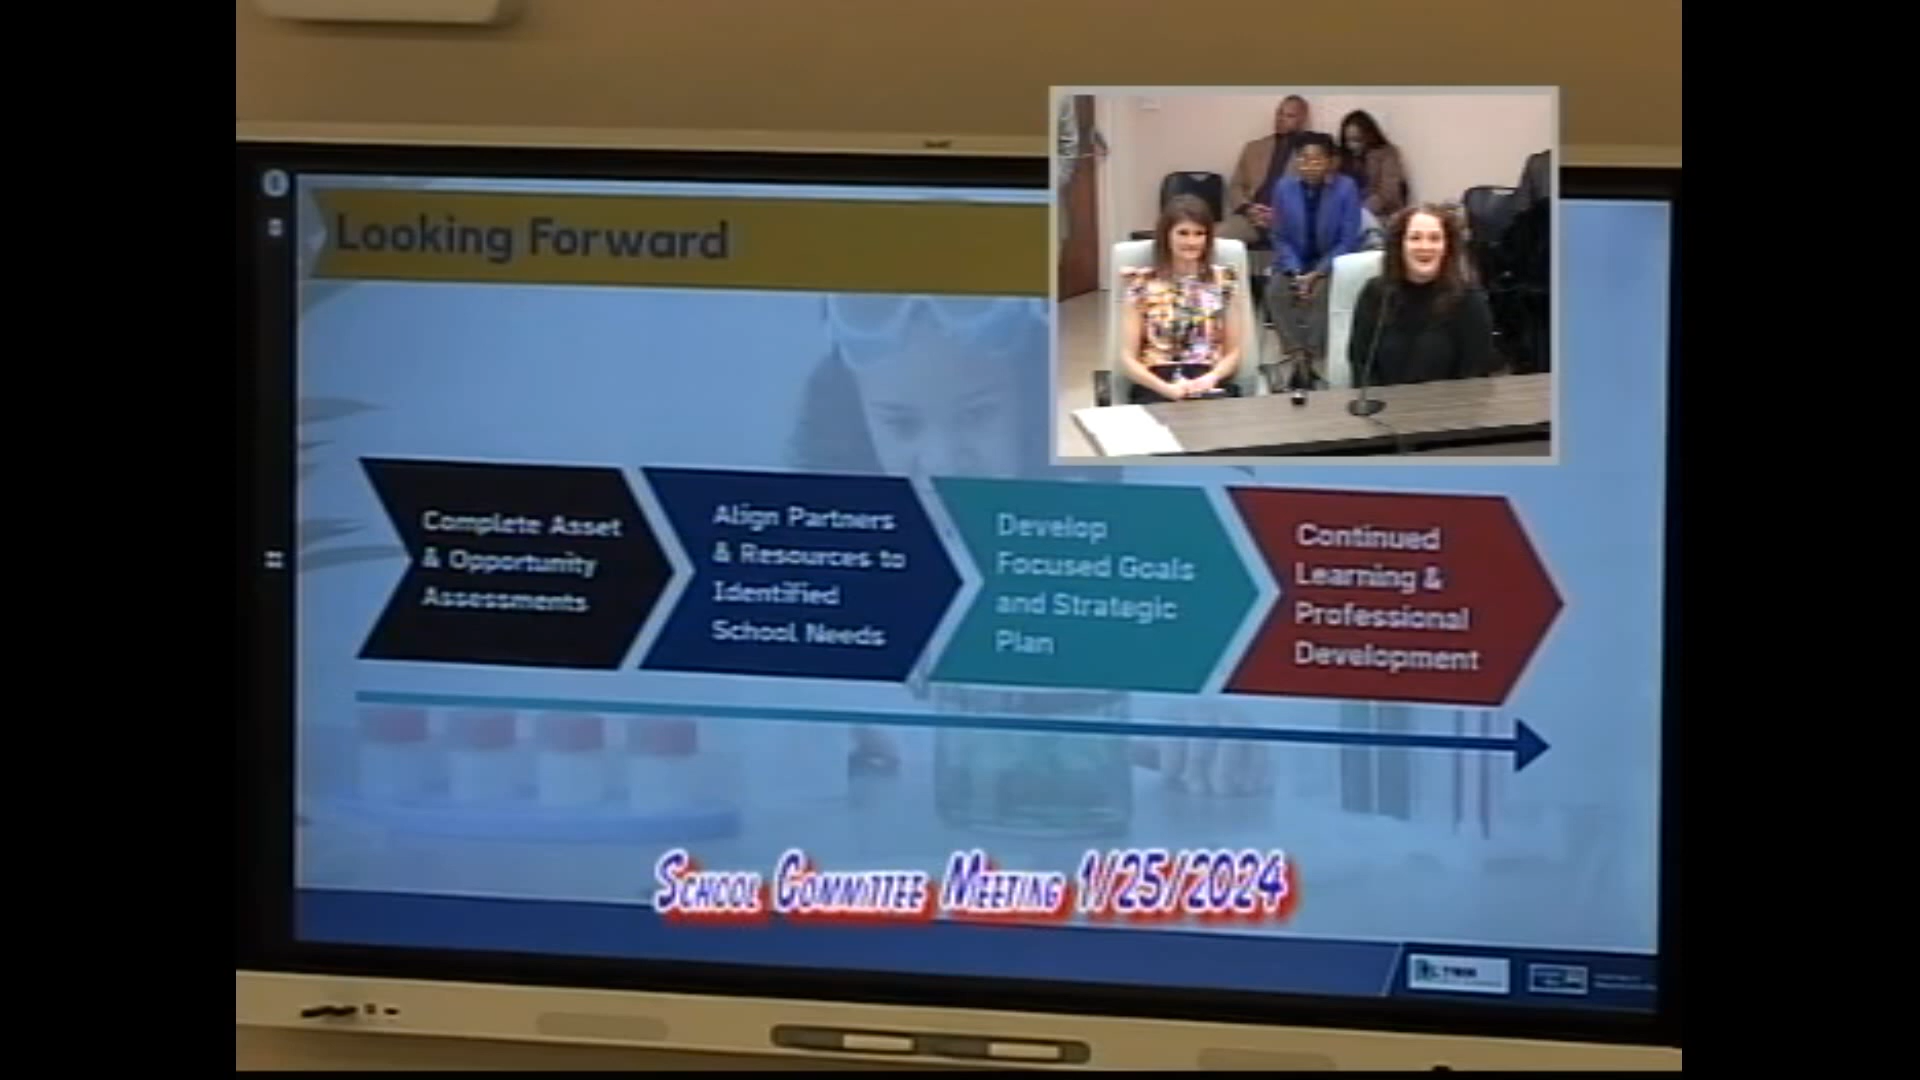 Looking Forward
Complete Asset
& Opportunity
Assessments
Align Partners
& Resources to
Identified
School Needs
Develop
Focused Goals
and Strategic
Plan
Continued
Learning &
Professional
Development
School Committee Meeting 1/25/2024